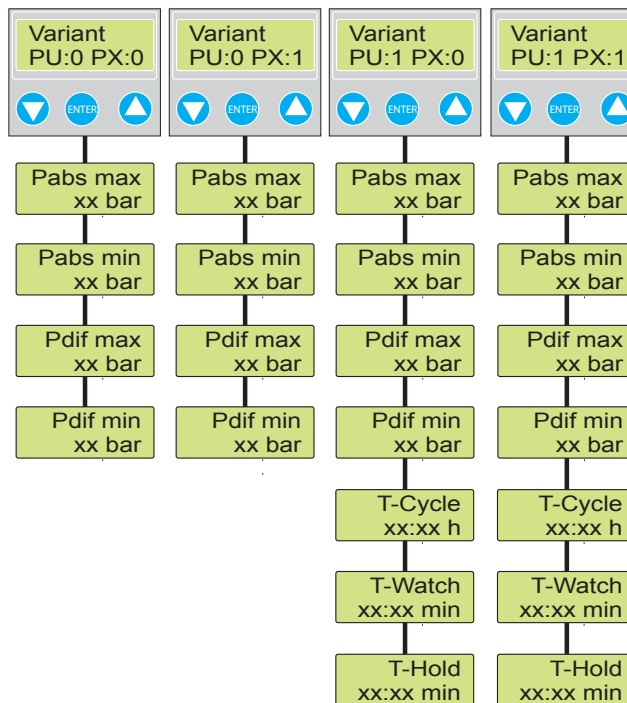 Variant
PU:0 PX:0
ENTER
Pabs max
xx bar
Pabs min
xx bar
Pdif max
xx bar
Pdif min
xx bar
Variant
PU:0 PX:1
ENTER
Pabs max
xx bar
Pabs min
xx bar
Pdif max
xx bar
Pdif min
xx bar
Variant
PU:1 PX:0
ENTER
Pabs max
xx bar
Pabs min
xx bar
Pdif max
xx bar
Pdif min
xx bar
T-Cycle
xx:xx h
T-Watch
xx:xx min
T-Hold
xx:xx min
Variant
PU:1 PX:1
ENTER
Pabs max
xx bar
Pabs min
xx bar
Pdif max
xx bar
Pdif min
xx bar
T-Cycle
xx:xx h
T-Watch
xx:xx min
T-Hold
xx:xx min